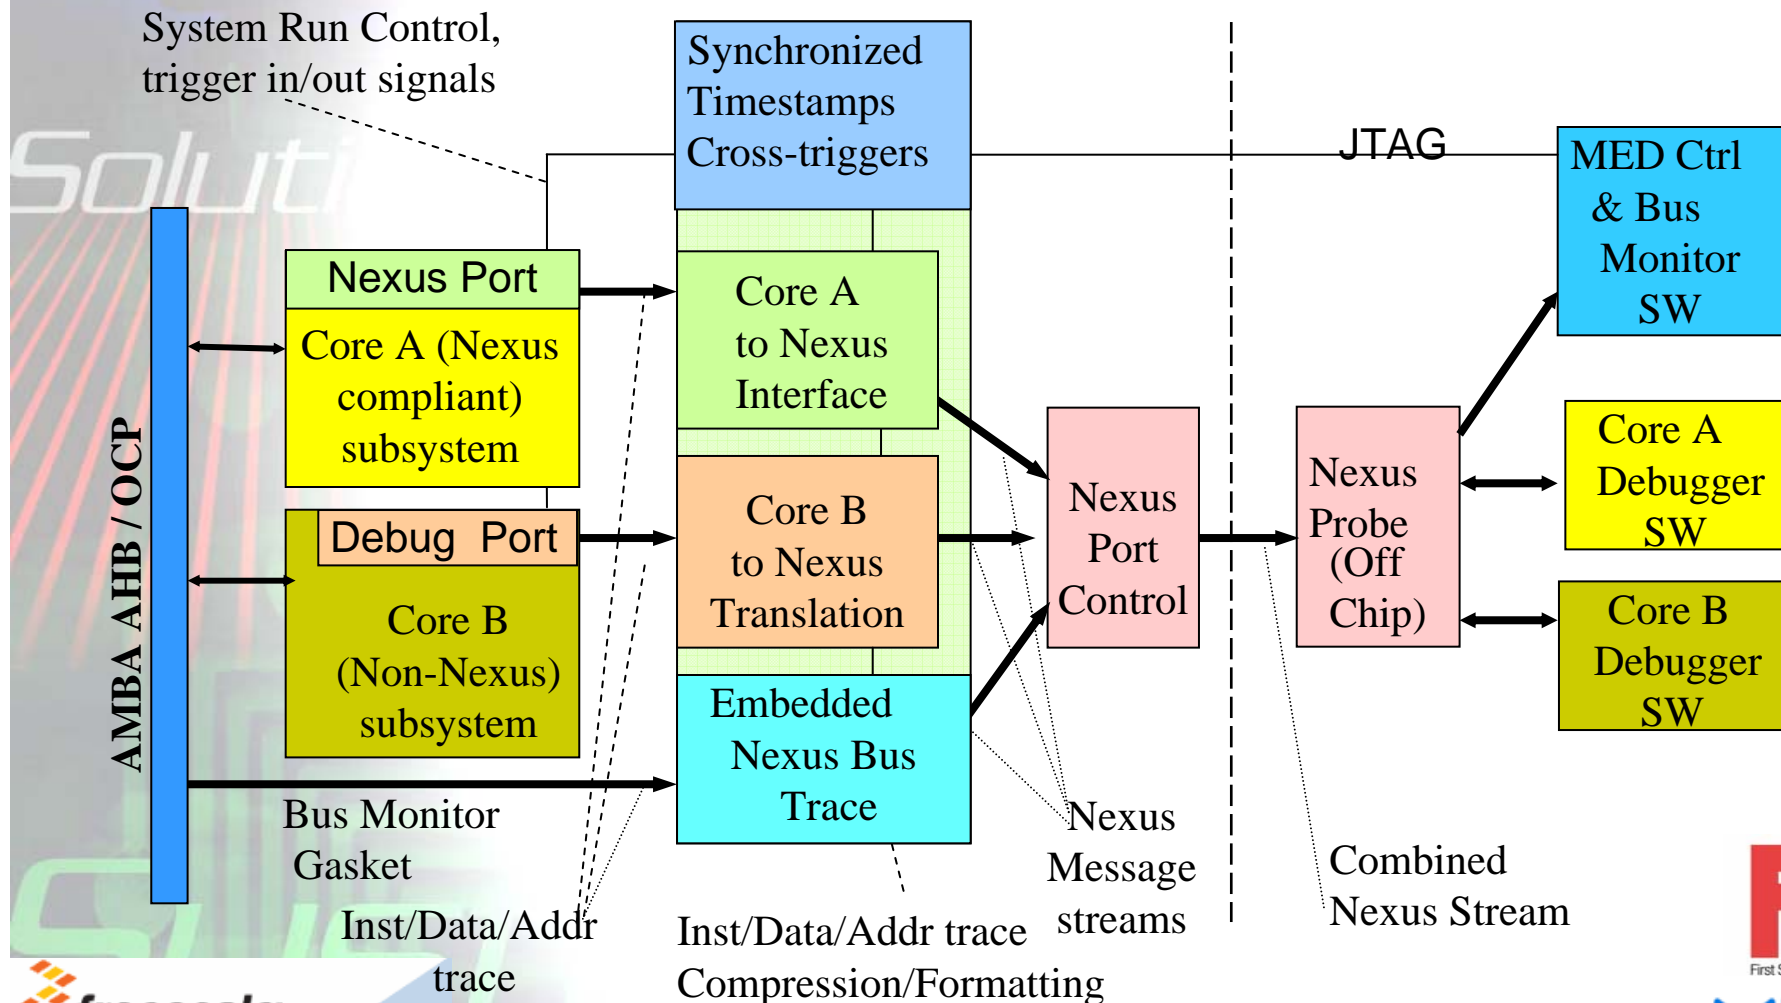 System Run Control,
trigger in/out signals
Synchronized
Timestamps
Cross-triggers
JTAG
MED Ctrl
& Bus
Monitor
SW
Soluti
Nexus Port
Core A (Nexus
compliant)
subsystem
Core A
to Nexus
Interface
AMBA AHB / OCP
Debug Port
Core B
(Non-Nexus)
subsystem
Core B
to Nexus
Translation
Nexus
Port
Control
Nexus
Probe
(Off
Chip)
Core A
Debugger
SW
Core B
Debugger
SW
Embedded
Nexus Bus
Trace
Bus Monitor
Gasket
Nexus
Message
streams
Combined
Nexus Stream
Inst/Data/Addr
trace
Inst/Data/Addr trace
Compression/Formatting
First